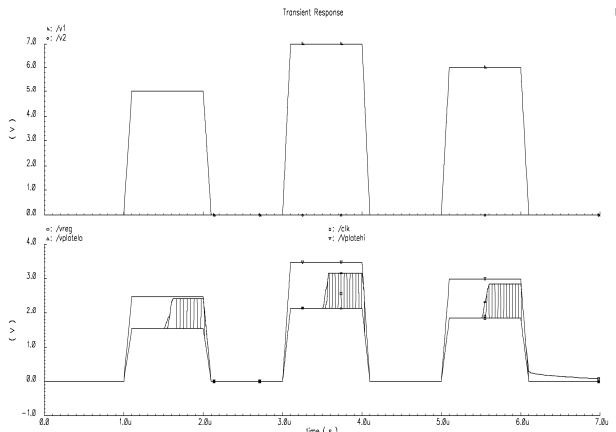 Transient Response
▵: /v1
◦: /v2
7.0
6.0
5.0
4.0
3.0
2.0
1.0
0.0
( V )
▫: /vreg
▵: /Vplatelo
▫: /clk
▿: /Vplatehi
4.0
3.0
2.0
1.0
0.0
-1.0
( V )
0.0
1.0u
2.0u
3.0u
4.0u
5.0u
6.0u
7.0u
time ( s )